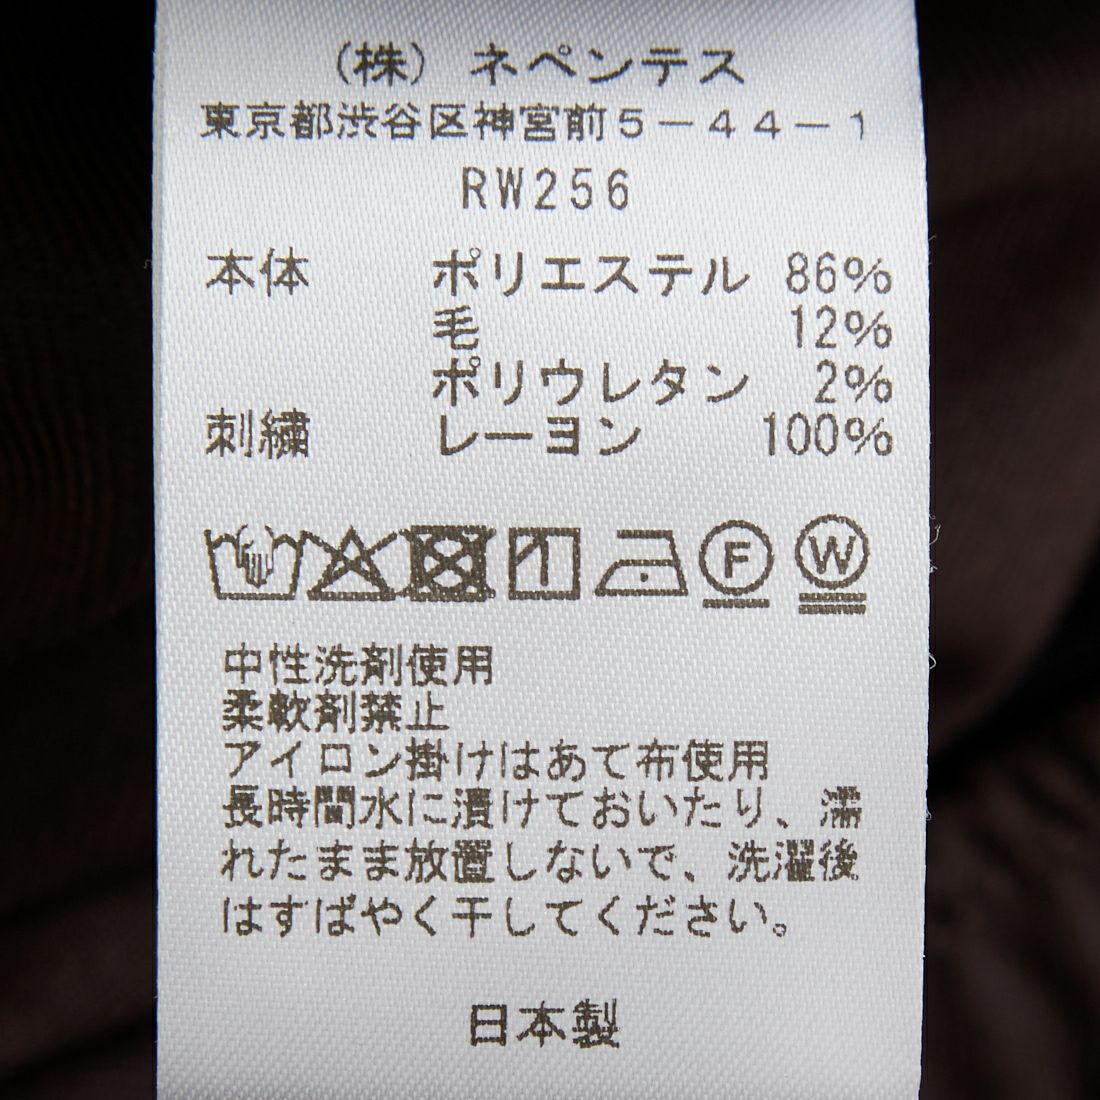 (株) ネペンテス
東京都渋谷区神宮前5-44-1
RW256
本体 ポリエステル 86%
毛 12%
ポリウレタン 2%
刺繍 レーヨン 100%
F W
中性洗剤使用
柔軟剤禁止
アイロン掛けはあて布使用
長時間水に漬けておいたり、濡
れたまま放置しないで、洗濯後
はすばやく干してください。
日本製